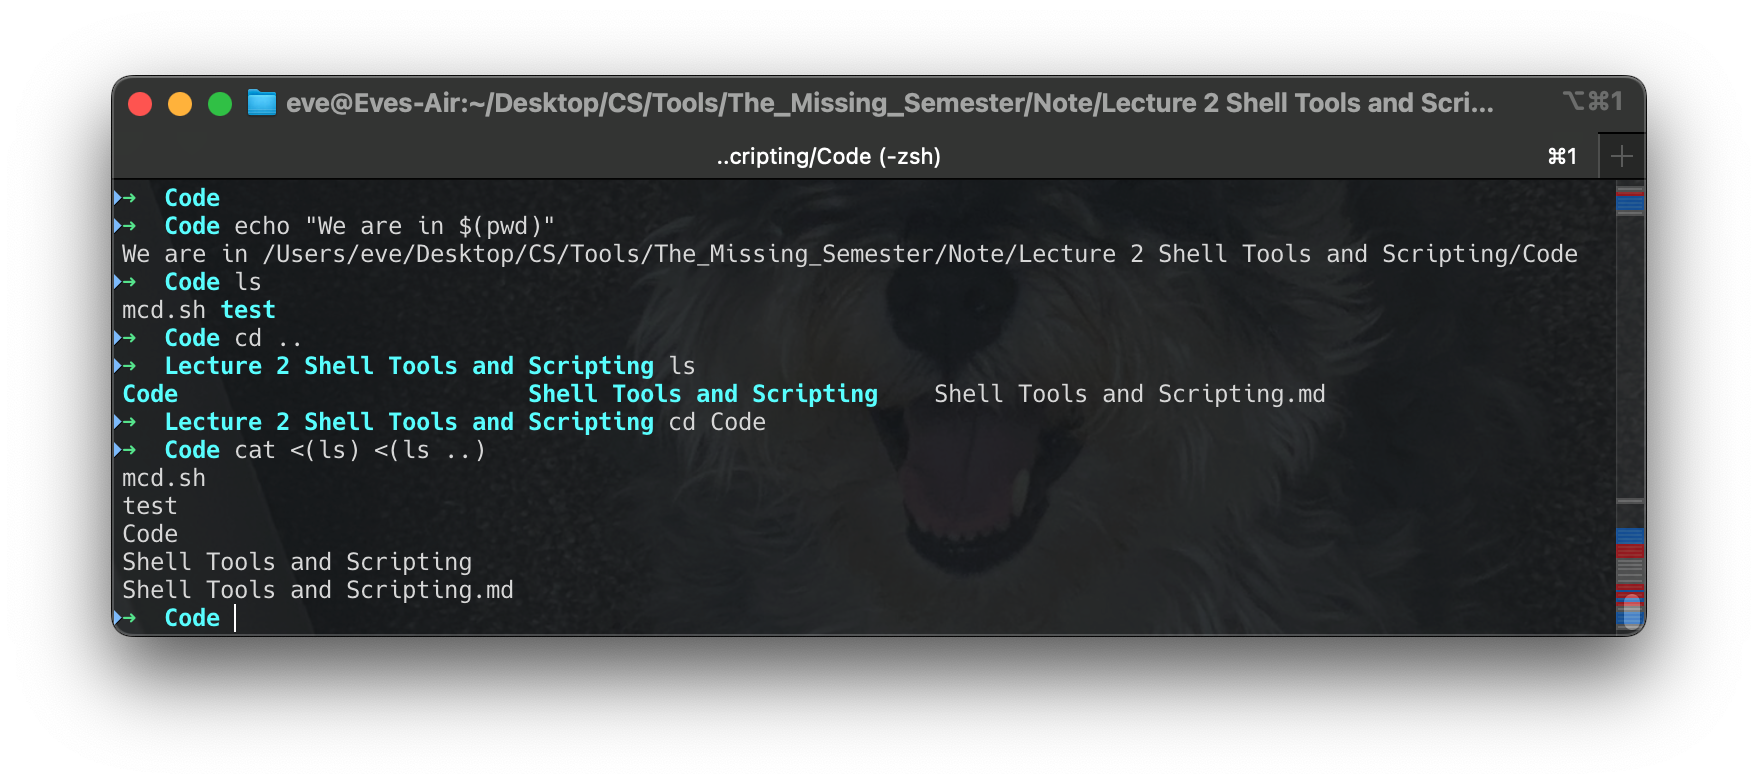 eve@Eves-Air:~/Desktop/CS/Tools/The_Missing_Semester/Note/Lecture 2 Shell Tools and Scri... ⌥⌘1
..cripting/Code (-zsh) ⌘1
→ Code
→ Code echo "We are in $(pwd)"
We are in /Users/eve/Desktop/CS/Tools/The_Missing_Semester/Note/Lecture 2 Shell Tools and Scripting/Code
→ Code ls
mcd.sh test
→ Code cd ..
→ Lecture 2 Shell Tools and Scripting ls
Code Shell Tools and Scripting Shell Tools and Scripting.md
→ Lecture 2 Shell Tools and Scripting cd Code
→ Code cat <(ls) <(ls ..)
mcd.sh
test
Code
Shell Tools and Scripting
Shell Tools and Scripting.md
→ Code